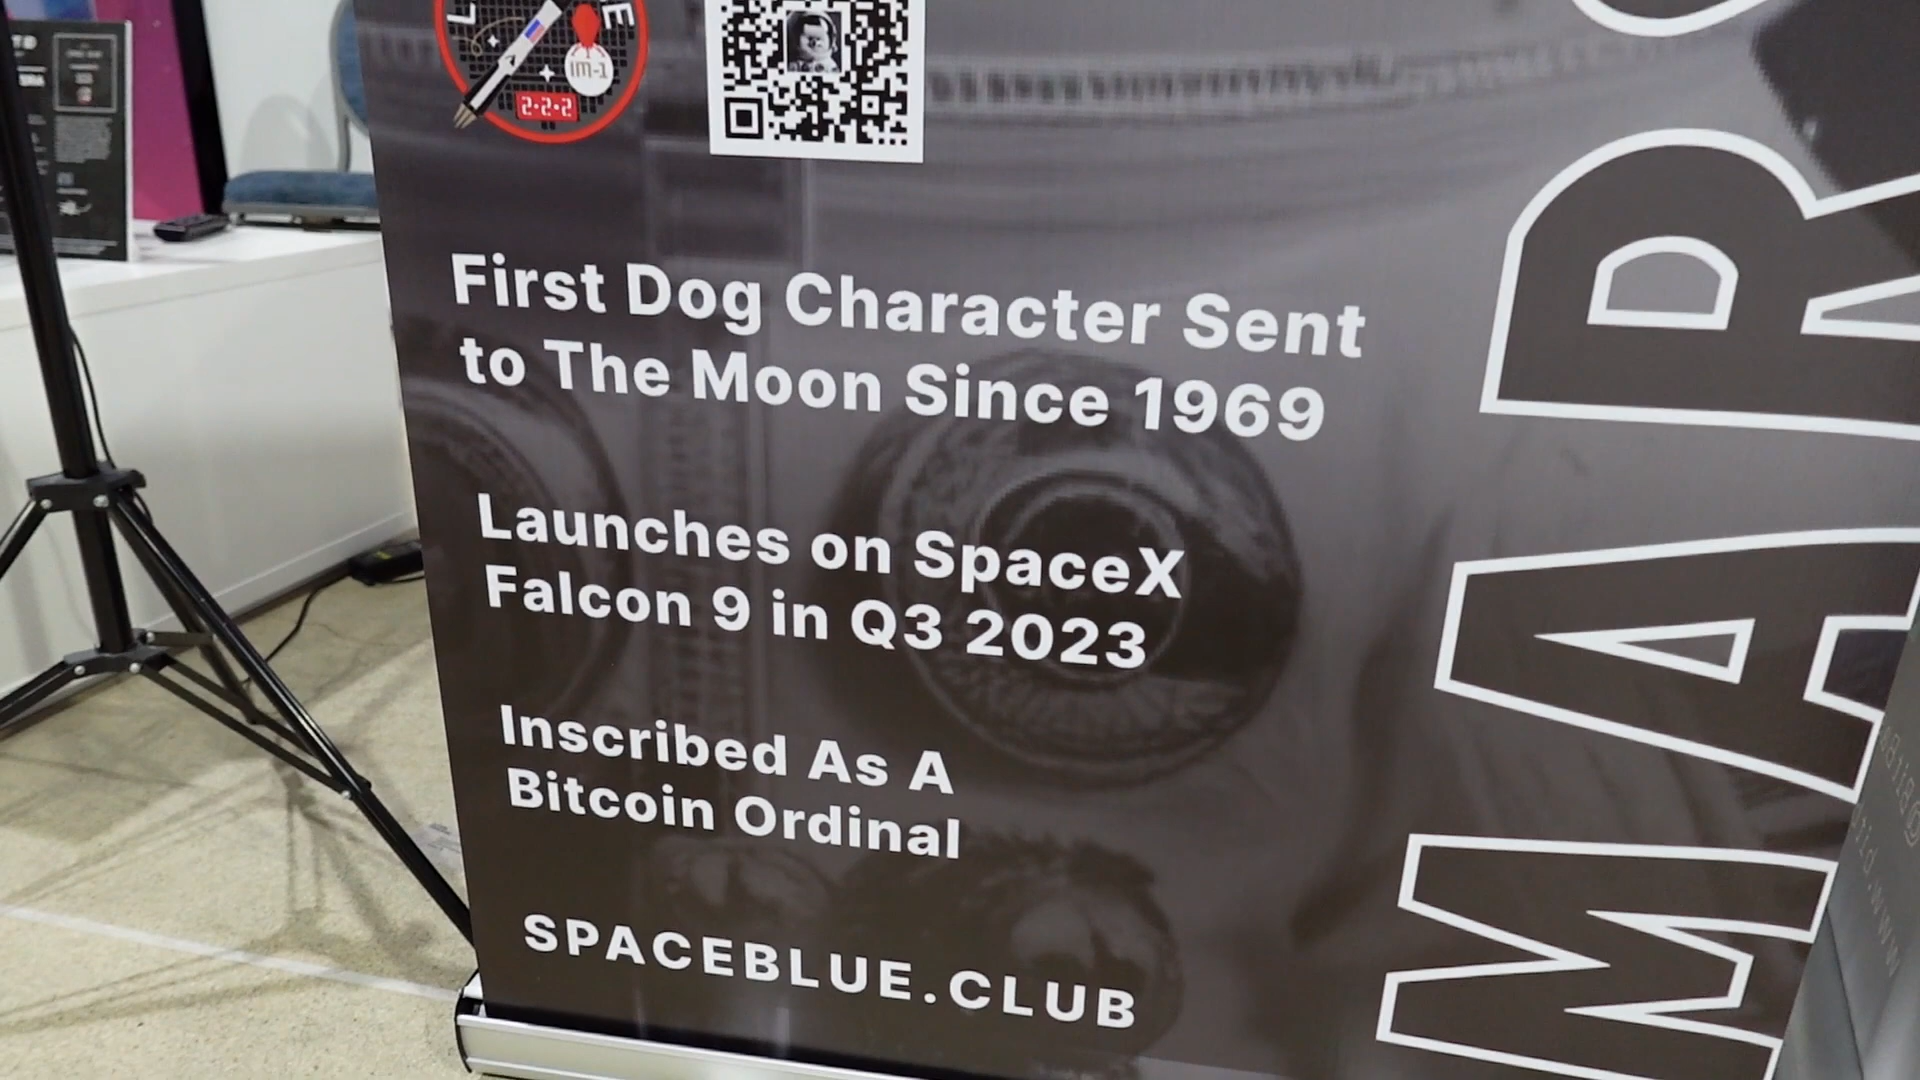 IM-1
2·2·2
First Dog Character Sent
to The Moon Since 1969
Launches on SpaceX
Falcon 9 in Q3 2023
Inscribed As A
Bitcoin Ordinal
SPACEBLUE.CLUB
MAR